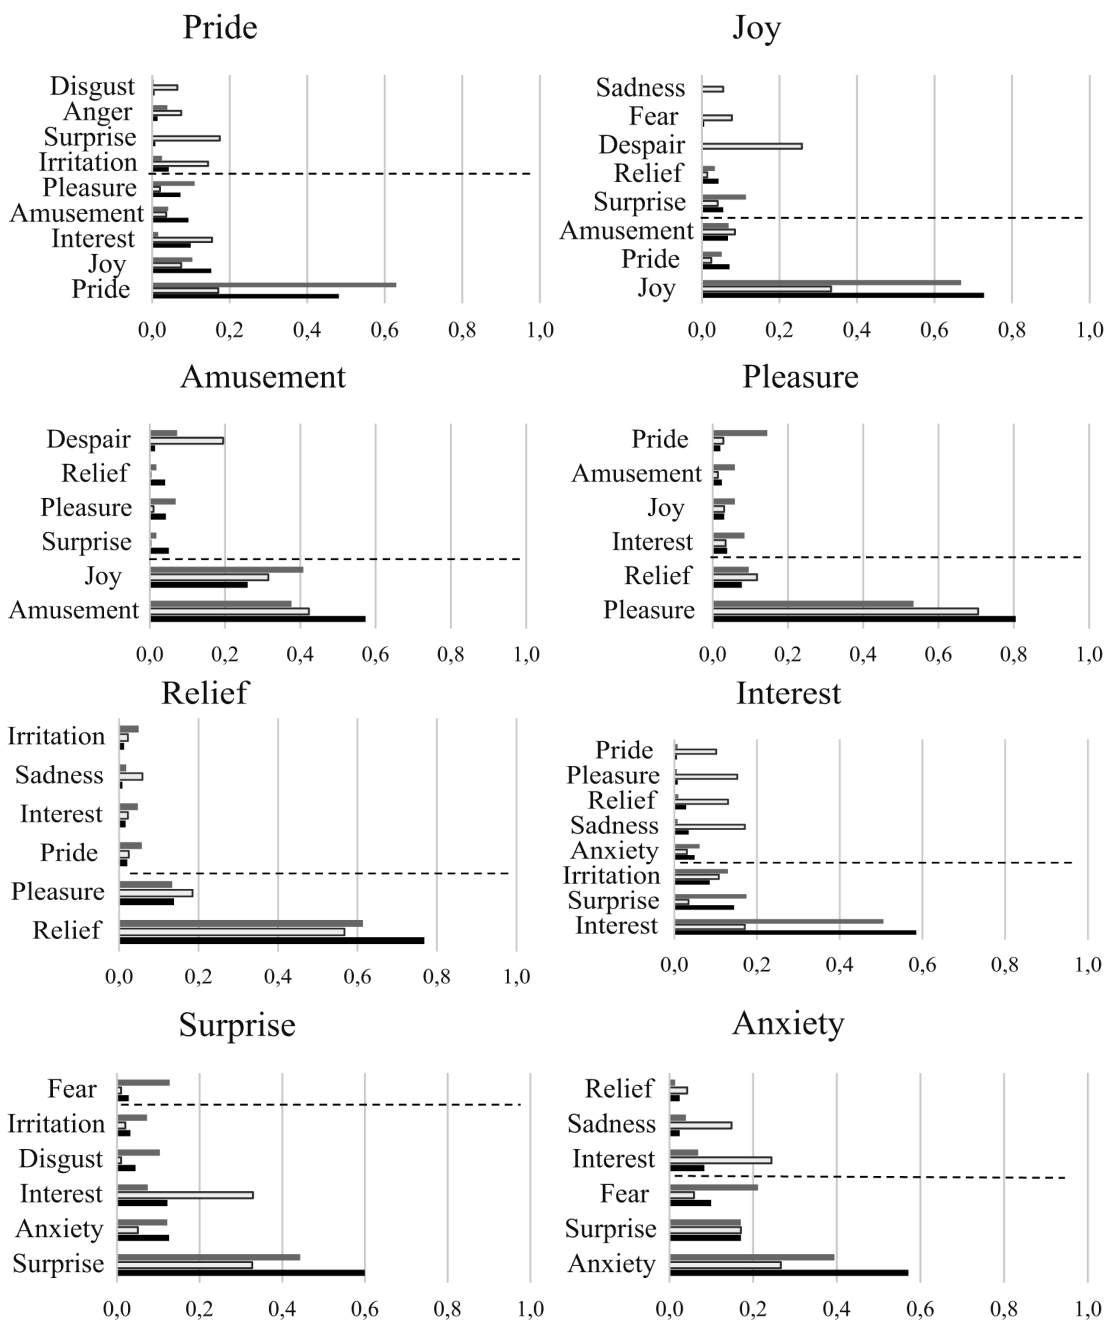 Pride
Disgust
Anger
Surprise
Irritation
Pleasure
Amusement
Interest
Joy
Pride
0,0 0,2 0,4 0,6 0,8 1,0
Joy
Sadness
Fear
Despair
Relief
Surprise
Amusement
Pride
Joy
0,0 0,2 0,4 0,6 0,8 1,0
Amusement
Despair
Relief
Pleasure
Surprise
Joy
Amusement
0,0 0,2 0,4 0,6 0,8 1,0
Pleasure
Pride
Amusement
Joy
Interest
Relief
Pleasure
0,0 0,2 0,4 0,6 0,8 1,0
Relief
Irritation
Sadness
Interest
Pride
Pleasure
Relief
0,0 0,2 0,4 0,6 0,8 1,0
Interest
Pride
Pleasure
Relief
Sadness
Anxiety
Irritation
Surprise
Interest
0,0 0,2 0,4 0,6 0,8 1,0
Surprise
Fear
Irritation
Disgust
Interest
Anxiety
Surprise
0,0 0,2 0,4 0,6 0,8 1,0
Anxiety
Relief
Sadness
Interest
Fear
Surprise
Anxiety
0,0 0,2 0,4 0,6 0,8 1,0